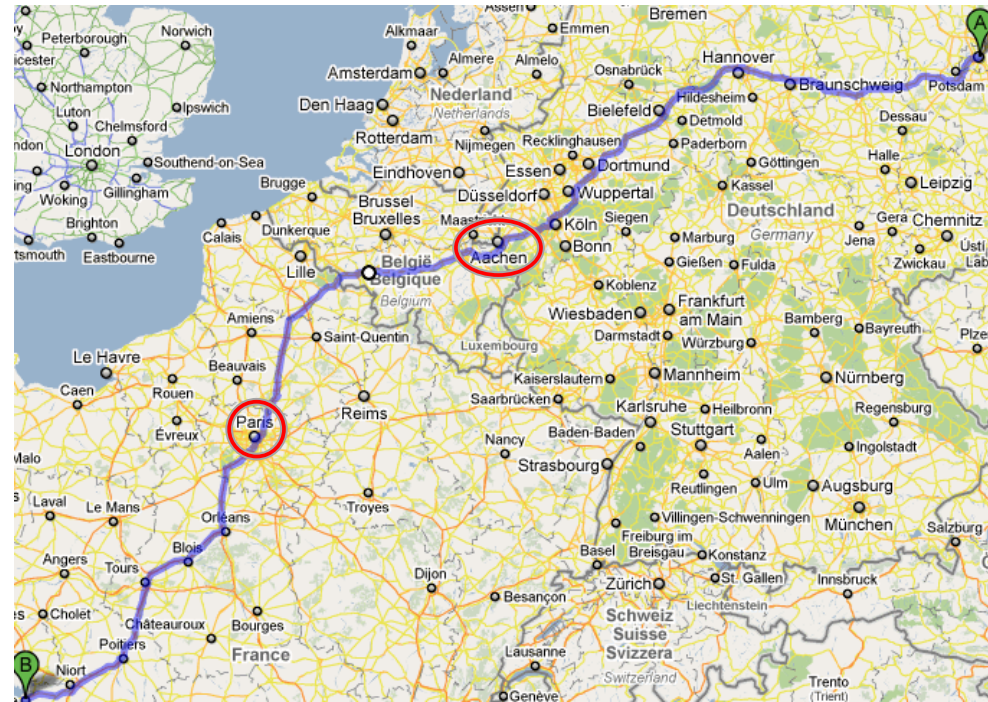 Bremen
Assen
Emmen
A
Peterborough
Norwich
Alkmaar
Almere
Almelo
Hannover
Osnabrück
Amsterdam
Braunschweig
Potsdam
Northampton
Nederland
Netherlands
Bielefeld
Hildesheim
Ipswich
Den Haag
Luton
Chelmsford
Detmold
Dessau
Rotterdam
Nijmegen
Recklinghausen
Paderborn
London
Southend-on-Sea
Dortmund
Göttingen
Halle
Eindhoven
Essen
Gillingham
Brugge
Düsseldorf
Wuppertal
Kassel
Leipzig
Woking
Brussel
Bruxelles
Deutschland
Germany
Brighton
Calais
Dunkerque
Maastricht
Köln
Siegen
Gera
Chemnitz
Eastbourne
Bonn
Marburg
Jena
Ústí
Lille
België
Belgique
Belgium
Aachen
Gießen
Fulda
Zwickau
Koblenz
Amiens
Saint-Quentin
Wiesbaden
Frankfurt
am Main
Bamberg
Bayreuth
Luxembourg
Darmstadt
Würzburg
Le Havre
Beauvais
Caen
Rouen
Kaiserslautern
Mannheim
Nürnberg
Saarbrücken
Reims
Karlsruhe
Heilbronn
Regensburg
Évreux
Paris
Nancy
Baden-Baden
Stuttgart
Aalen
Ingolstadt
Strasbourg
Reutlingen
Ulm
Augsburg
Laval
Le Mans
Troyes
Orléans
Villingen-Schwenningen
München
Salzburg
Freiburg im
Breisgau
Angers
Blois
Tours
Basel
Konstanz
Dijon
Zürich
St. Gallen
Innsbruck
Besançon
Cholet
Châteauroux
Bourges
Schweiz
Suisse
Svizzera
Switzerland
Liechtenstein
Poitiers
France
Lausanne
B
Niort
Genève
Trento
(Trient)